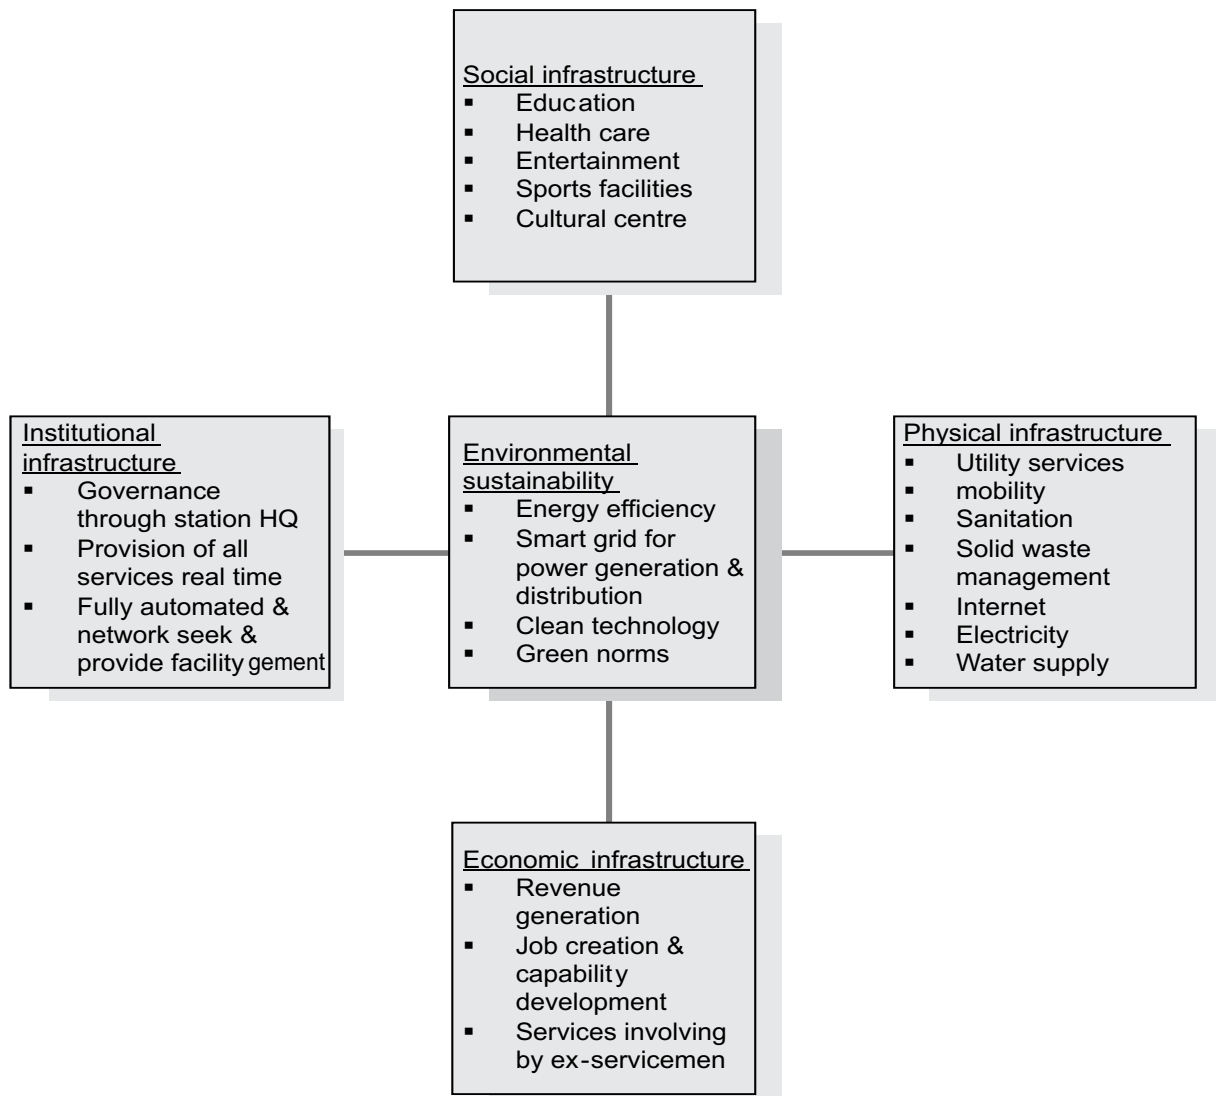 Social infrastructure
▪ Education
▪ Health care
▪ Entertainment
▪ Sports facilities
▪ Cultural centre
Institutional
infrastructure
▪ Governance
through station HQ
▪ Provision of all
services real time
▪ Fully automated &
network seek &
provide facility gement
Environmental
sustainability
▪ Energy efficiency
▪ Smart grid for
power generation &
distribution
▪ Clean technology
▪ Green norms
Physical infrastructure
▪ Utility services
▪ mobility
▪ Sanitation
▪ Solid waste
management
▪ Internet
▪ Electricity
▪ Water supply
Economic infrastructure
▪ Revenue
generation
▪ Job creation &
capability
development
▪ Services involving
by ex-servicemen